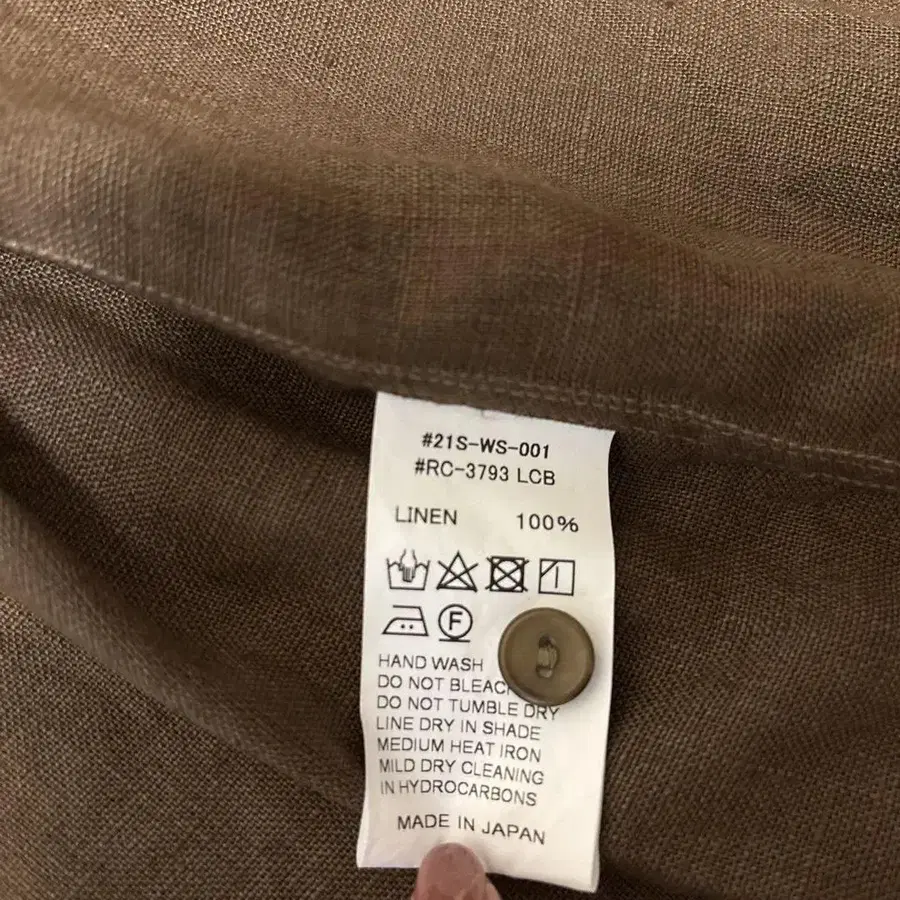 #21S-WS-001
#RC-3793 LCB
LINEN 100%
F
HAND WASH
DO NOT BLEACH
DO NOT TUMBLE DRY
LINE DRY IN SHADE
MEDIUM HEAT IRON
MILD DRY CLEANING
IN HYDROCARBONS
MADE IN JAPAN